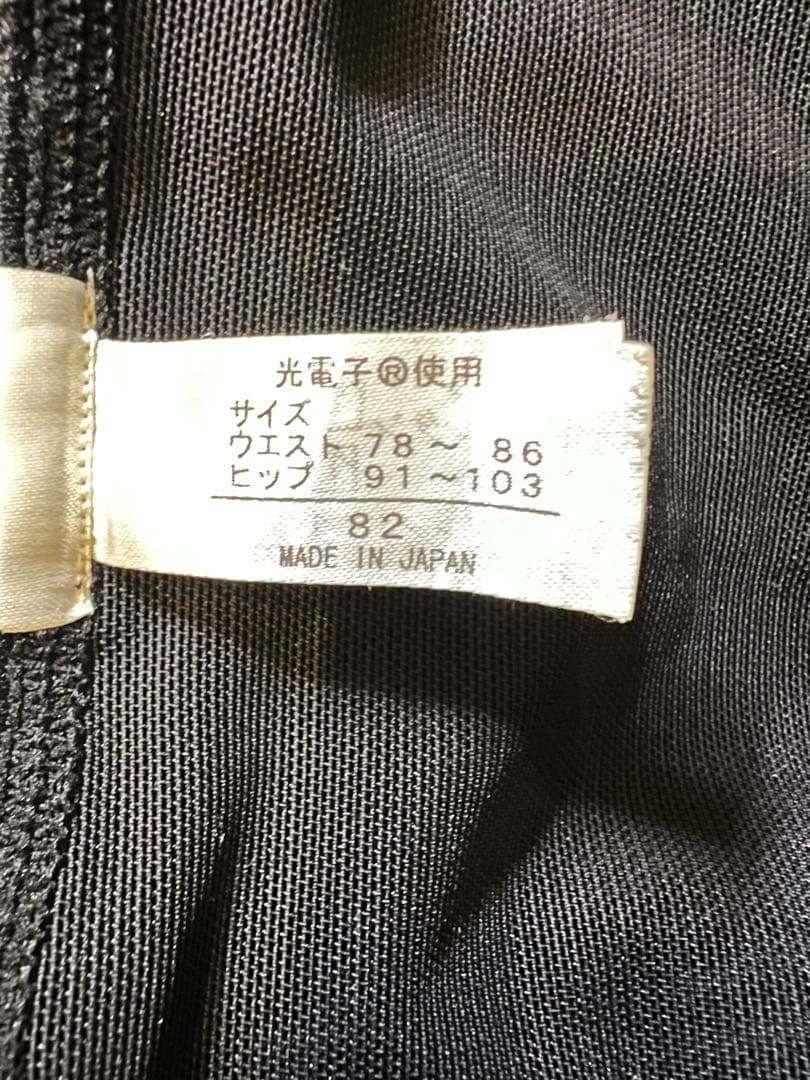 光電子®使用
サイズ
ウエスト 78～ 86
ヒップ 91～103
82
MADE IN JAPAN